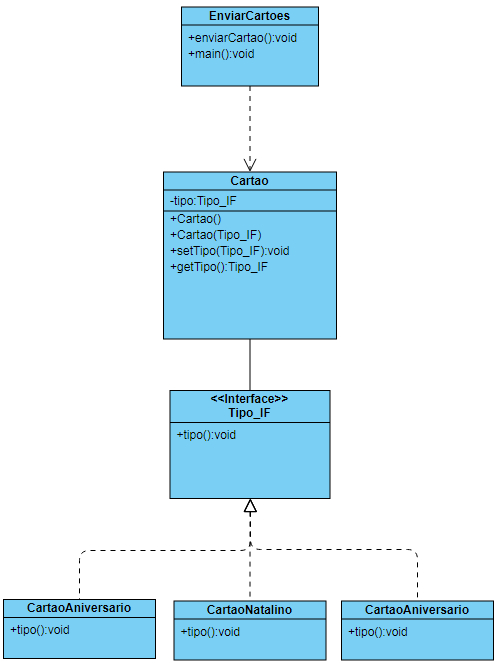 EnviarCartoes
+enviarCartao():void
+main():void
Cartao
-tipo:Tipo_IF
+Cartao()
+Cartao(Tipo_IF)
+setTipo(Tipo_IF):void
+getTipo():Tipo_IF
<<Interface>>
Tipo_IF
+tipo():void
CartaoAniversario
+tipo():void
CartaoNatalino
+tipo():void
CartaoAniversario
+tipo():void